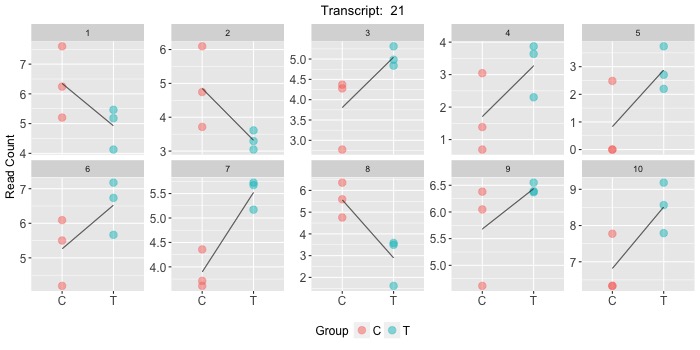 Transcript: 21
1 2 3 4 5
7 6 5 4
6 5 4 3
5.0 4.5 4.0 3.5 3.0
4 3 2 1
3 2 1 0
Read Count
6 7 8 9 10
7 6 5
5.5 5.0 4.5 4.0
6 5 4 3 2
6.5 6.0 5.5 5.0
9 8 7
C T C T C T C T C T
Group C T